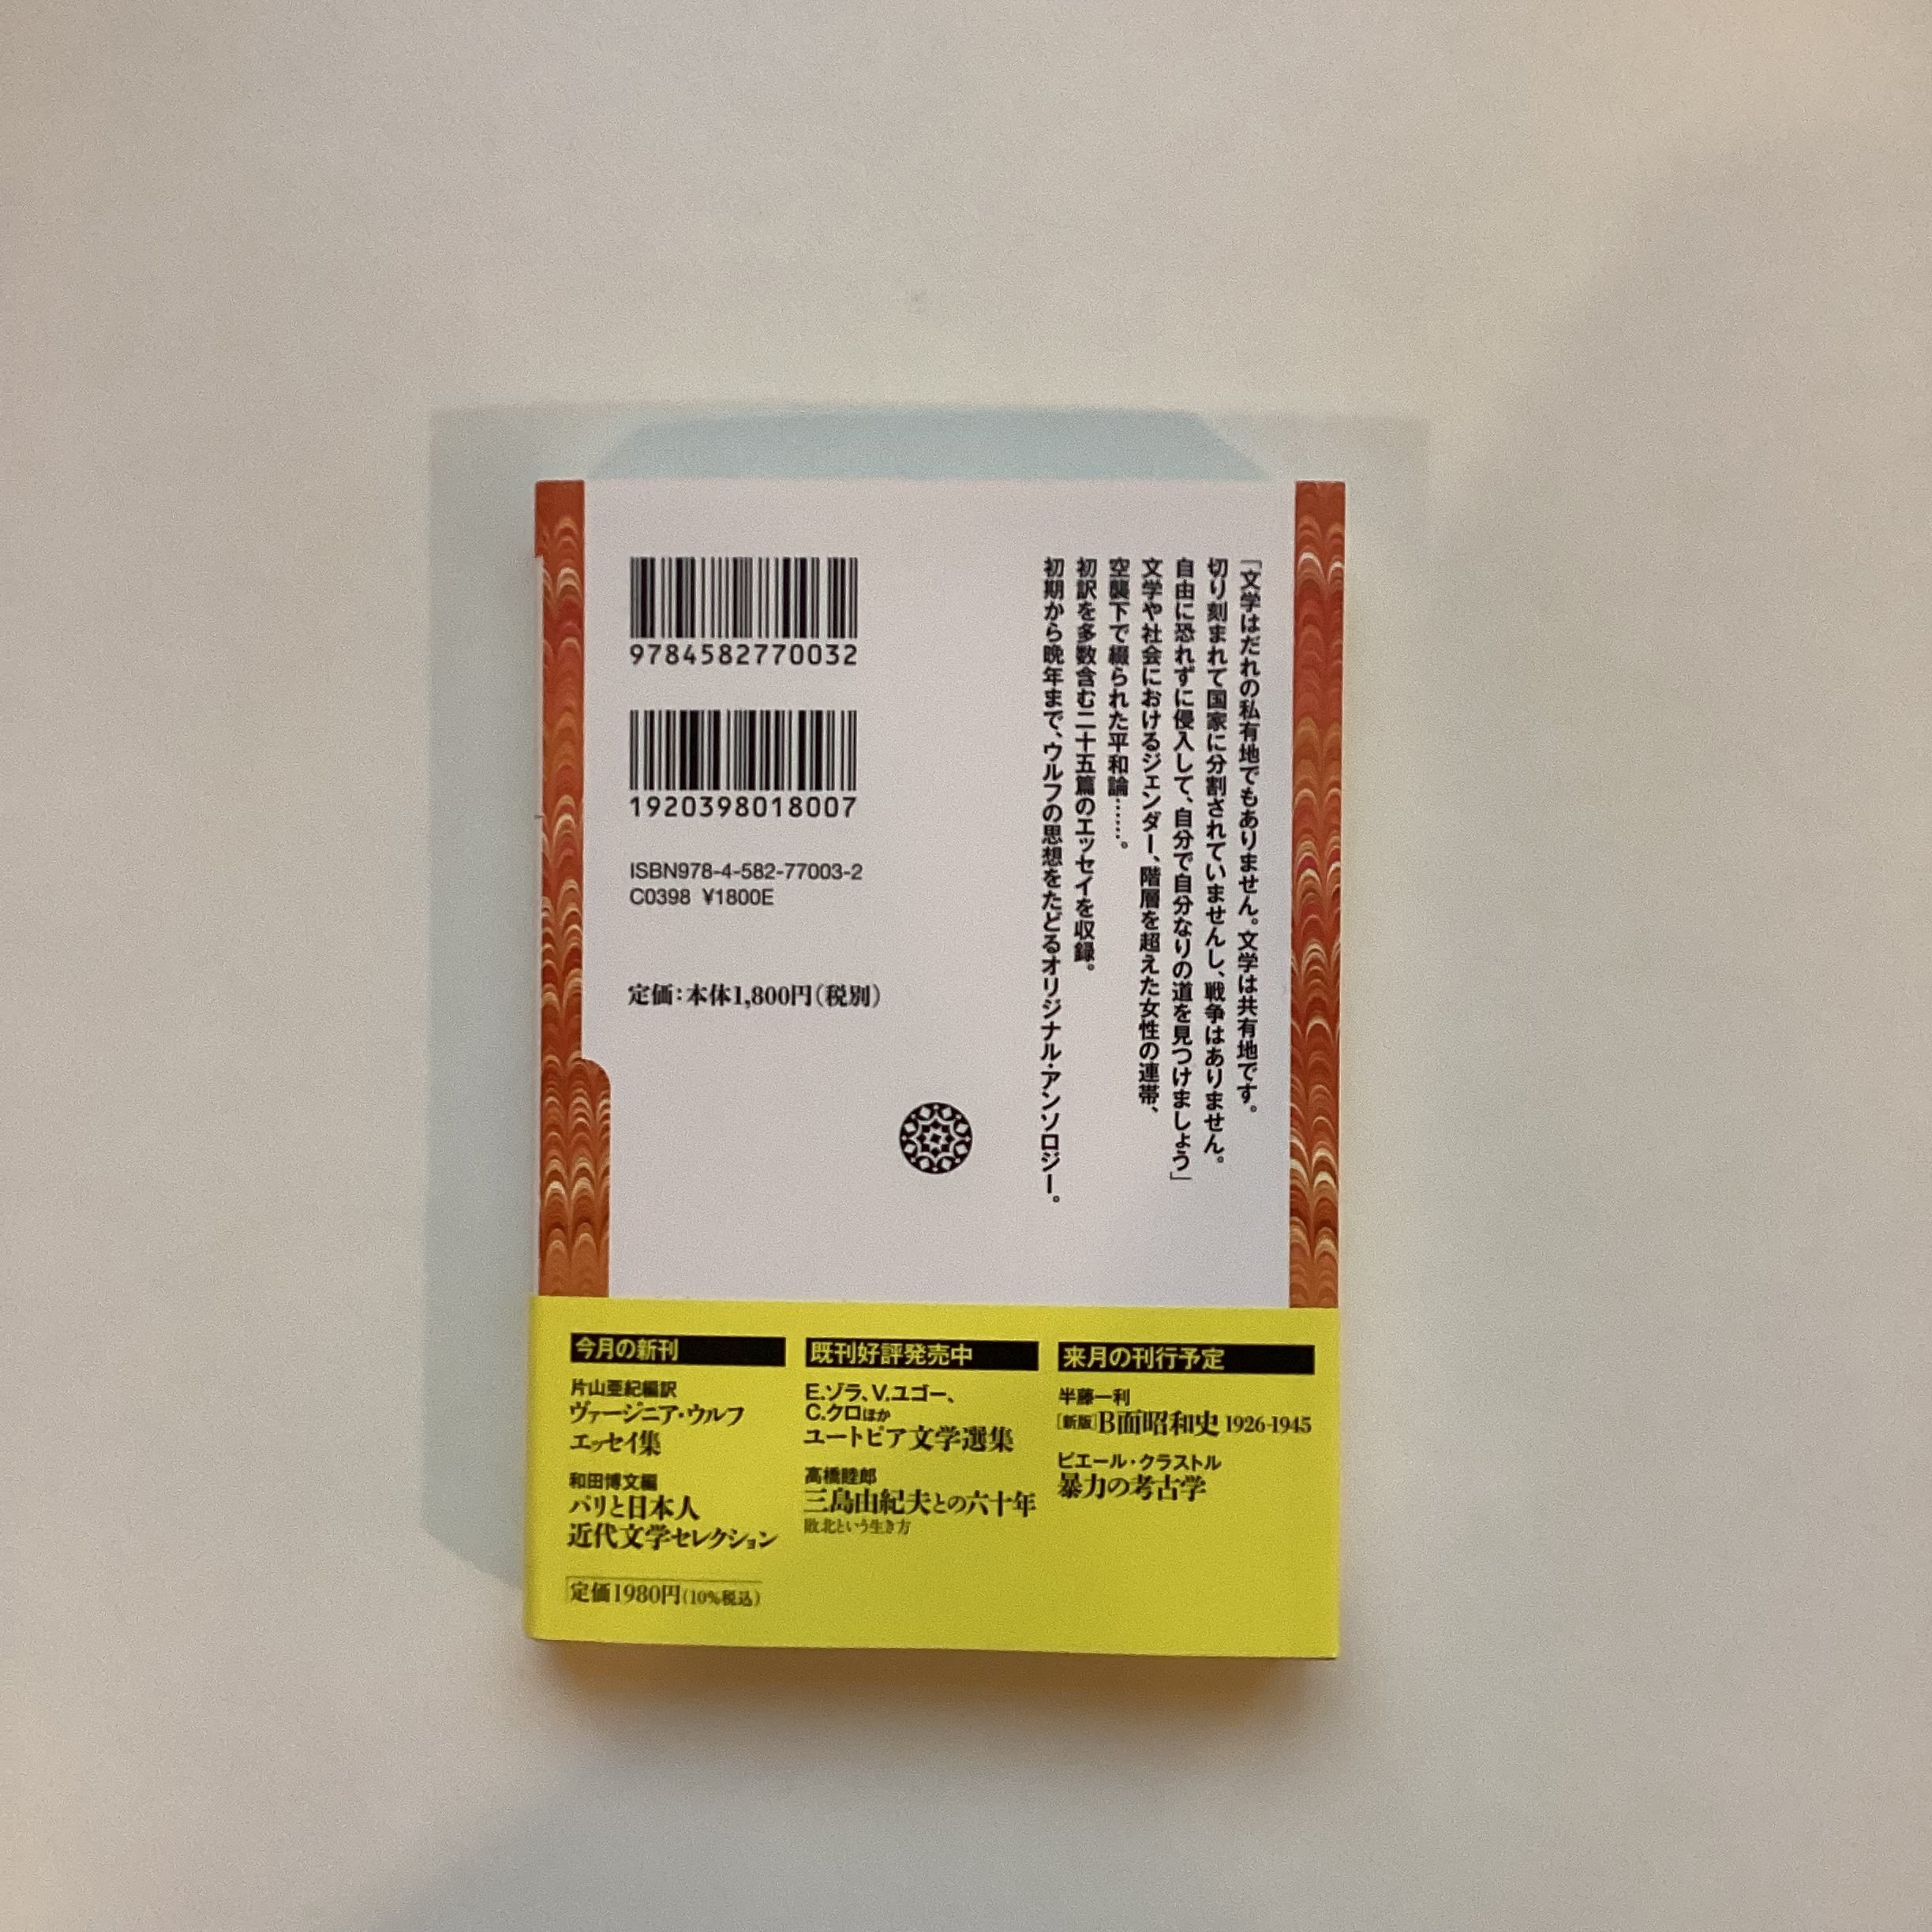 「文学はだれの私有地でもありません。文学は共有地です。
切り刻まれて国家に分割されていませんし、戦争はありません。
自由に恐れずに侵入して、自分で自分なりの道を見つけましょう」
文学や社会におけるジェンダー、階層を超えた女性の連帯、
空襲下で綴られた平和論……。
初訳を多数含む二十五篇のエッセイを収録。
初期から晩年まで、ウルフの思想をたどるオリジナル・アンソロジー。
9784582770032
1920398018007
ISBN978-4-582-77003-2
C0398 ¥1800E
定価：本体1,800円（税別）
今月の新刊
片山亜紀編訳
ヴァージニア・ウルフ
エッセイ集
和田博文編
パリと日本人
近代文学セレクション
定価1980円（10%税込）
既刊好評発売中
E.ゾラ、V.ユゴー、
C.クロほか
ユートピア文学選集
高橋睦郎
三島由紀夫との六十年
敗北という生き方
来月の刊行予定
半藤一利
［新版］B面昭和史 1926-1945
ピエール・クラストル
暴力の考古学